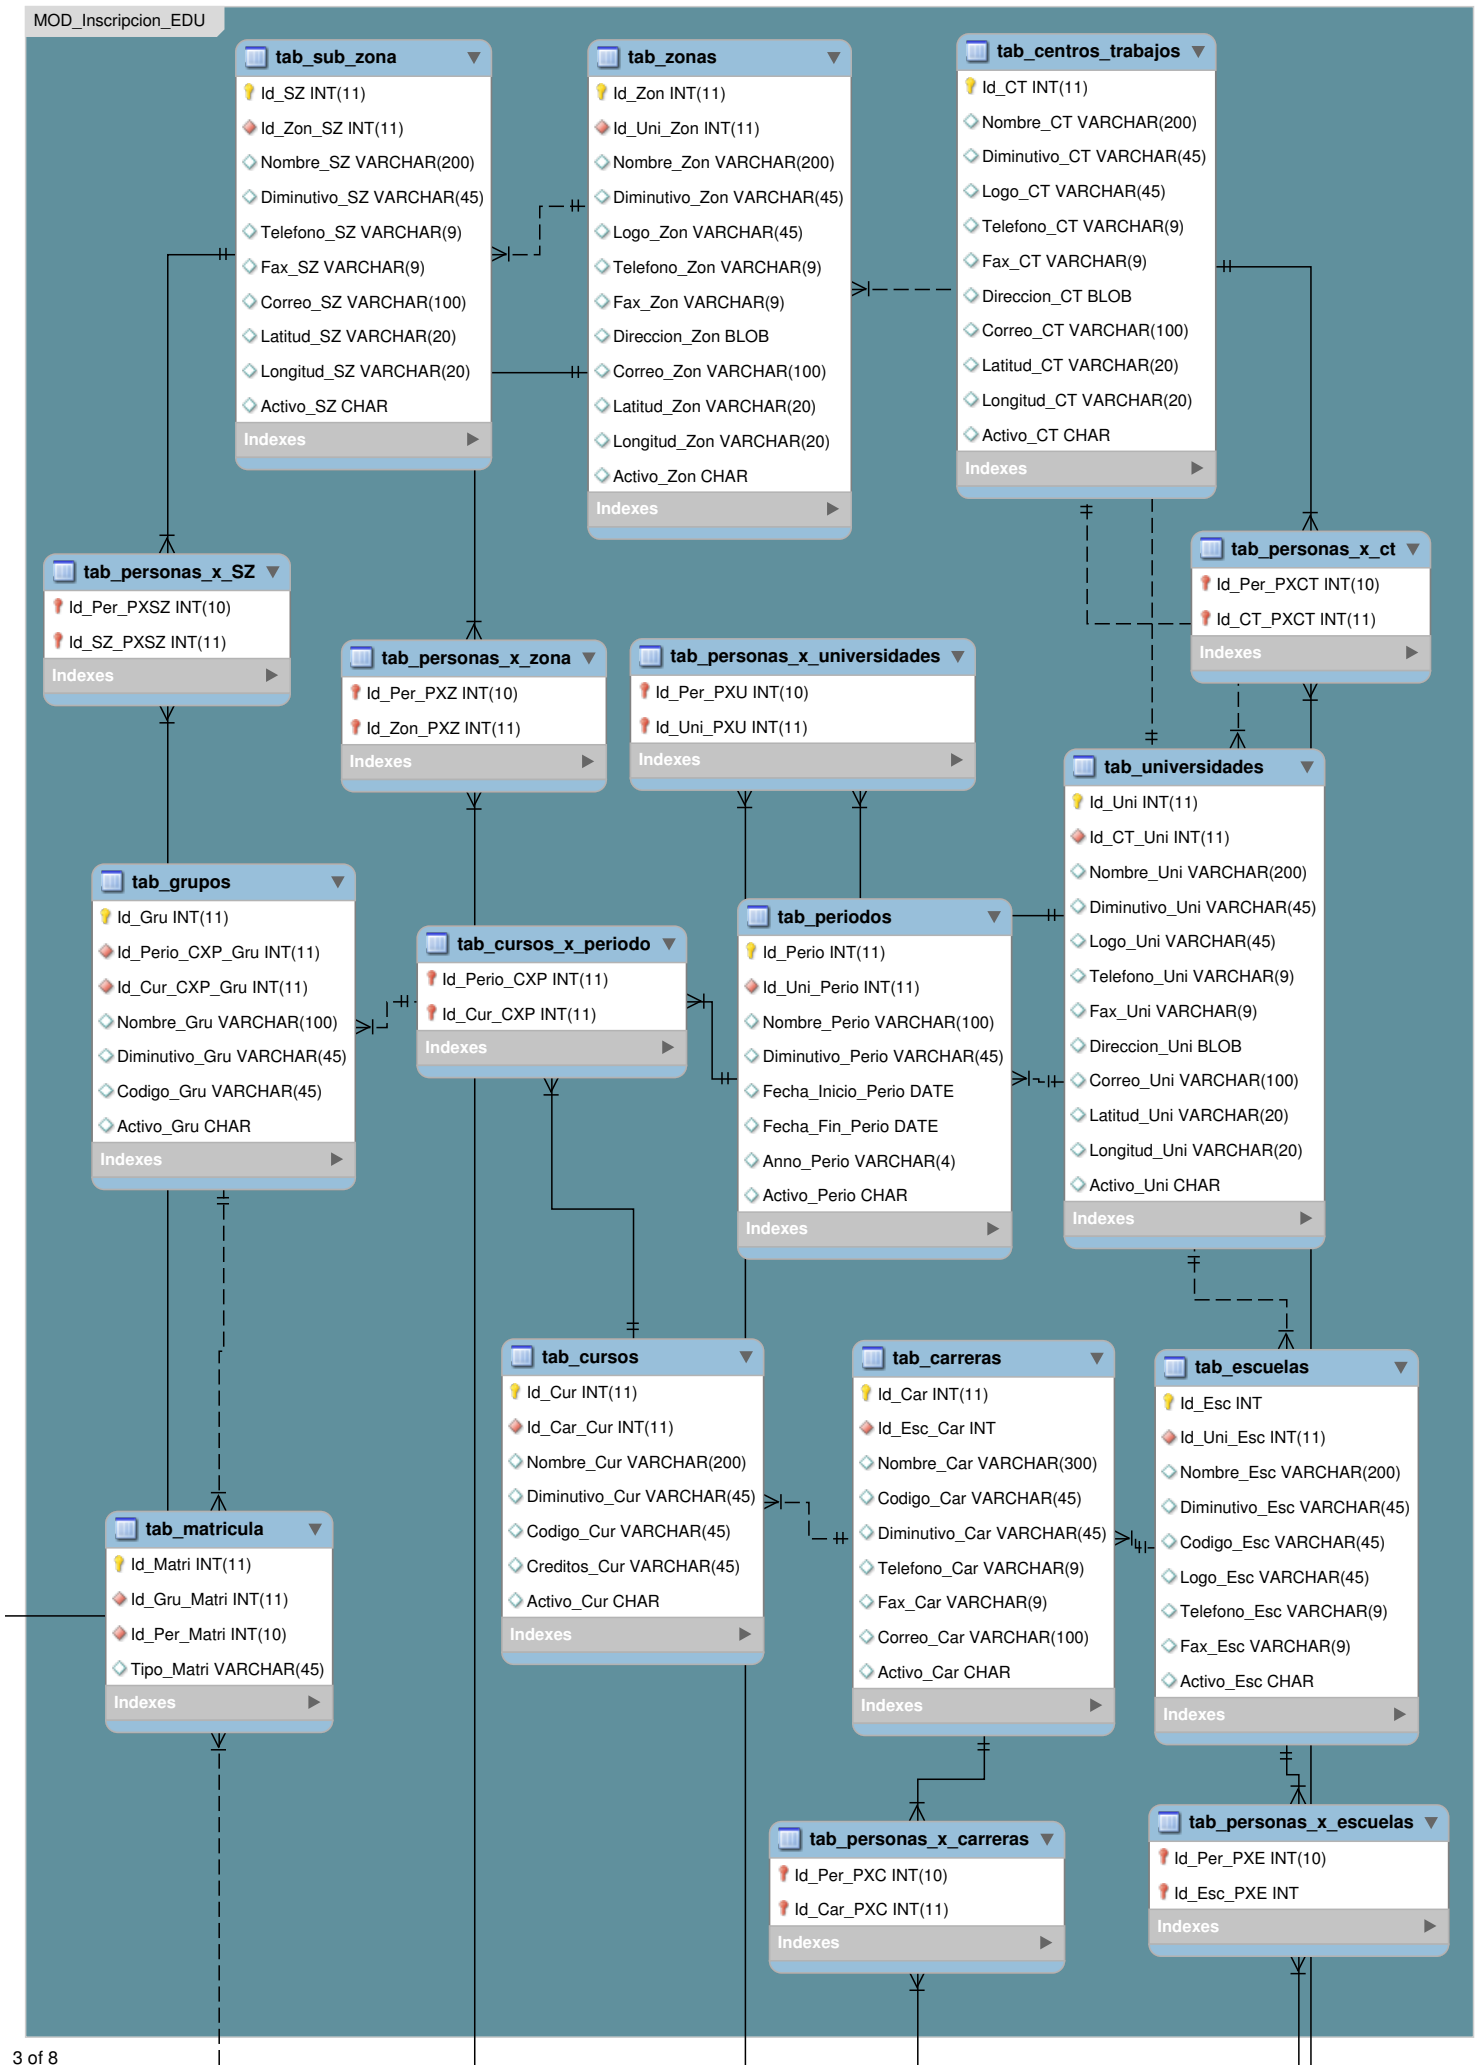 MOD_Inscripcion_EDU
tab_sub_zona
Id_SZ INT(11)
Id_Zon_SZ INT(11)
Nombre_SZ VARCHAR(200)
Diminutivo_SZ VARCHAR(45)
Telefono_SZ VARCHAR(9)
Fax_SZ VARCHAR(9)
Correo_SZ VARCHAR(100)
Latitud_SZ VARCHAR(20)
Longitud_SZ VARCHAR(20)
Activo_SZ CHAR
Indexes
tab_zonas
Id_Zon INT(11)
Id_Uni_Zon INT(11)
Nombre_Zon VARCHAR(200)
Diminutivo_Zon VARCHAR(45)
Logo_Zon VARCHAR(45)
Telefono_Zon VARCHAR(9)
Fax_Zon VARCHAR(9)
Direccion_Zon BLOB
Correo_Zon VARCHAR(100)
Latitud_Zon VARCHAR(20)
Longitud_Zon VARCHAR(20)
Activo_Zon CHAR
Indexes
tab_centros_trabajos
Id_CT INT(11)
Nombre_CT VARCHAR(200)
Diminutivo_CT VARCHAR(45)
Logo_CT VARCHAR(45)
Telefono_CT VARCHAR(9)
Fax_CT VARCHAR(9)
Direccion_CT BLOB
Correo_CT VARCHAR(100)
Latitud_CT VARCHAR(20)
Longitud_CT VARCHAR(20)
Activo_CT CHAR
Indexes
tab_personas_x_SZ
Id_Per_PXSZ INT(10)
Id_SZ_PXSZ INT(11)
Indexes
tab_personas_x_zona
Id_Per_PXZ INT(10)
Id_Zon_PXZ INT(11)
Indexes
tab_personas_x_universidades
Id_Per_PXU INT(10)
Id_Uni_PXU INT(11)
Indexes
tab_personas_x_ct
Id_Per_PXCT INT(10)
Id_CT_PXCT INT(11)
Indexes
tab_universidades
Id_Uni INT(11)
Id_CT_Uni INT(11)
Nombre_Uni VARCHAR(200)
Diminutivo_Uni VARCHAR(45)
Logo_Uni VARCHAR(45)
Telefono_Uni VARCHAR(9)
Fax_Uni VARCHAR(9)
Direccion_Uni BLOB
Correo_Uni VARCHAR(100)
Latitud_Uni VARCHAR(20)
Longitud_Uni VARCHAR(20)
Activo_Uni CHAR
Indexes
tab_grupos
Id_Gru INT(11)
Id_Perio_CXP_Gru INT(11)
Id_Cur_CXP_Gru INT(11)
Nombre_Gru VARCHAR(100)
Diminutivo_Gru VARCHAR(45)
Codigo_Gru VARCHAR(45)
Activo_Gru CHAR
Indexes
tab_cursos_x_periodo
Id_Perio_CXP INT(11)
Id_Cur_CXP INT(11)
Indexes
tab_periodos
Id_Perio INT(11)
Id_Uni_Perio INT(11)
Nombre_Perio VARCHAR(100)
Diminutivo_Perio VARCHAR(45)
Fecha_Inicio_Perio DATE
Fecha_Fin_Perio DATE
Anno_Perio VARCHAR(4)
Activo_Perio CHAR
Indexes
tab_cursos
Id_Cur INT(11)
Id_Car_Cur INT(11)
Nombre_Cur VARCHAR(200)
Diminutivo_Cur VARCHAR(45)
Codigo_Cur VARCHAR(45)
Creditos_Cur VARCHAR(45)
Activo_Cur CHAR
Indexes
tab_carreras
Id_Car INT(11)
Id_Esc_Car INT
Nombre_Car VARCHAR(300)
Codigo_Car VARCHAR(45)
Diminutivo_Car VARCHAR(45)
Telefono_Car VARCHAR(9)
Fax_Car VARCHAR(9)
Correo_Car VARCHAR(100)
Activo_Car CHAR
Indexes
tab_escuelas
Id_Esc INT
Id_Uni_Esc INT(11)
Nombre_Esc VARCHAR(200)
Diminutivo_Esc VARCHAR(45)
Codigo_Esc VARCHAR(45)
Logo_Esc VARCHAR(45)
Telefono_Esc VARCHAR(9)
Fax_Esc VARCHAR(9)
Activo_Esc CHAR
Indexes
tab_matricula
Id_Matri INT(11)
Id_Gru_Matri INT(11)
Id_Per_Matri INT(10)
Tipo_Matri VARCHAR(45)
Indexes
tab_personas_x_carreras
Id_Per_PXC INT(10)
Id_Car_PXC INT(11)
Indexes
tab_personas_x_escuelas
Id_Per_PXE INT(10)
Id_Esc_PXE INT
Indexes
3 of 8